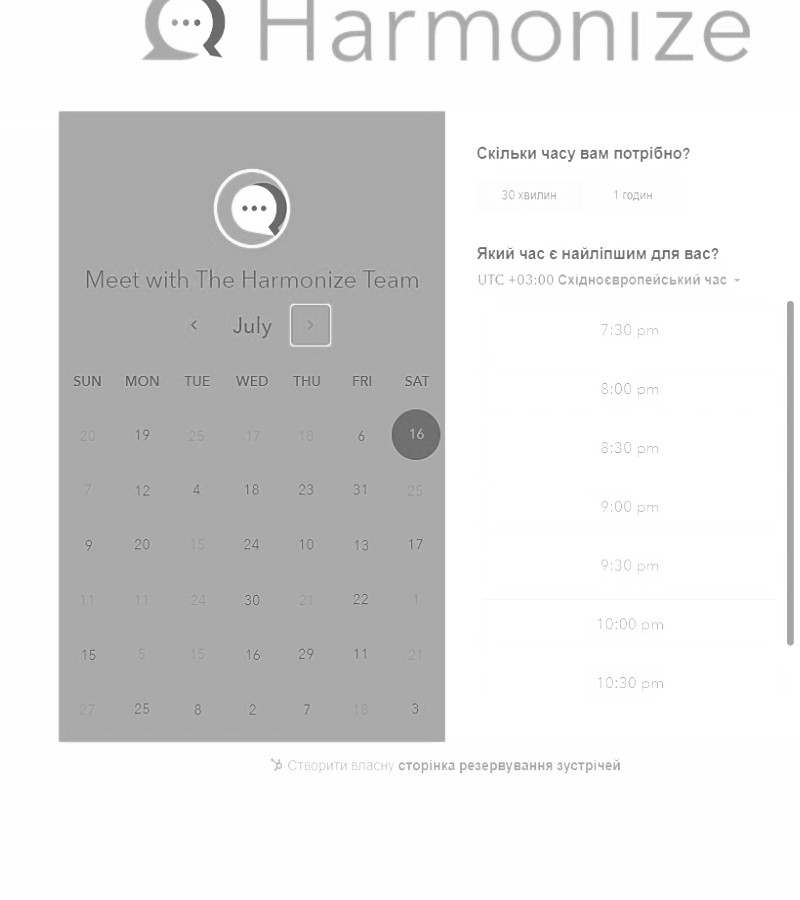 Harmonize
Meet with The Harmonize Team
July
SUN MON TUE WED THU FRI SAT
20 19 25 17 18 6 16
7 12 4 18 23 31 25
9 20 15 24 10 13 17
11 11 24 30 21 22 1
15 5 15 16 29 11 21
27 25 8 2 7 18 3
Скільки часу вам потрібно?
30 хвилин 1 годин
Який час є найліпшим для вас?
UTC +03:00 Східноєвропейський час
7:30 pm
8:00 pm
8:30 pm
9:00 pm
9:30 pm
10:00 pm
10:30 pm
Створити власну сторінка резервування зустрічей